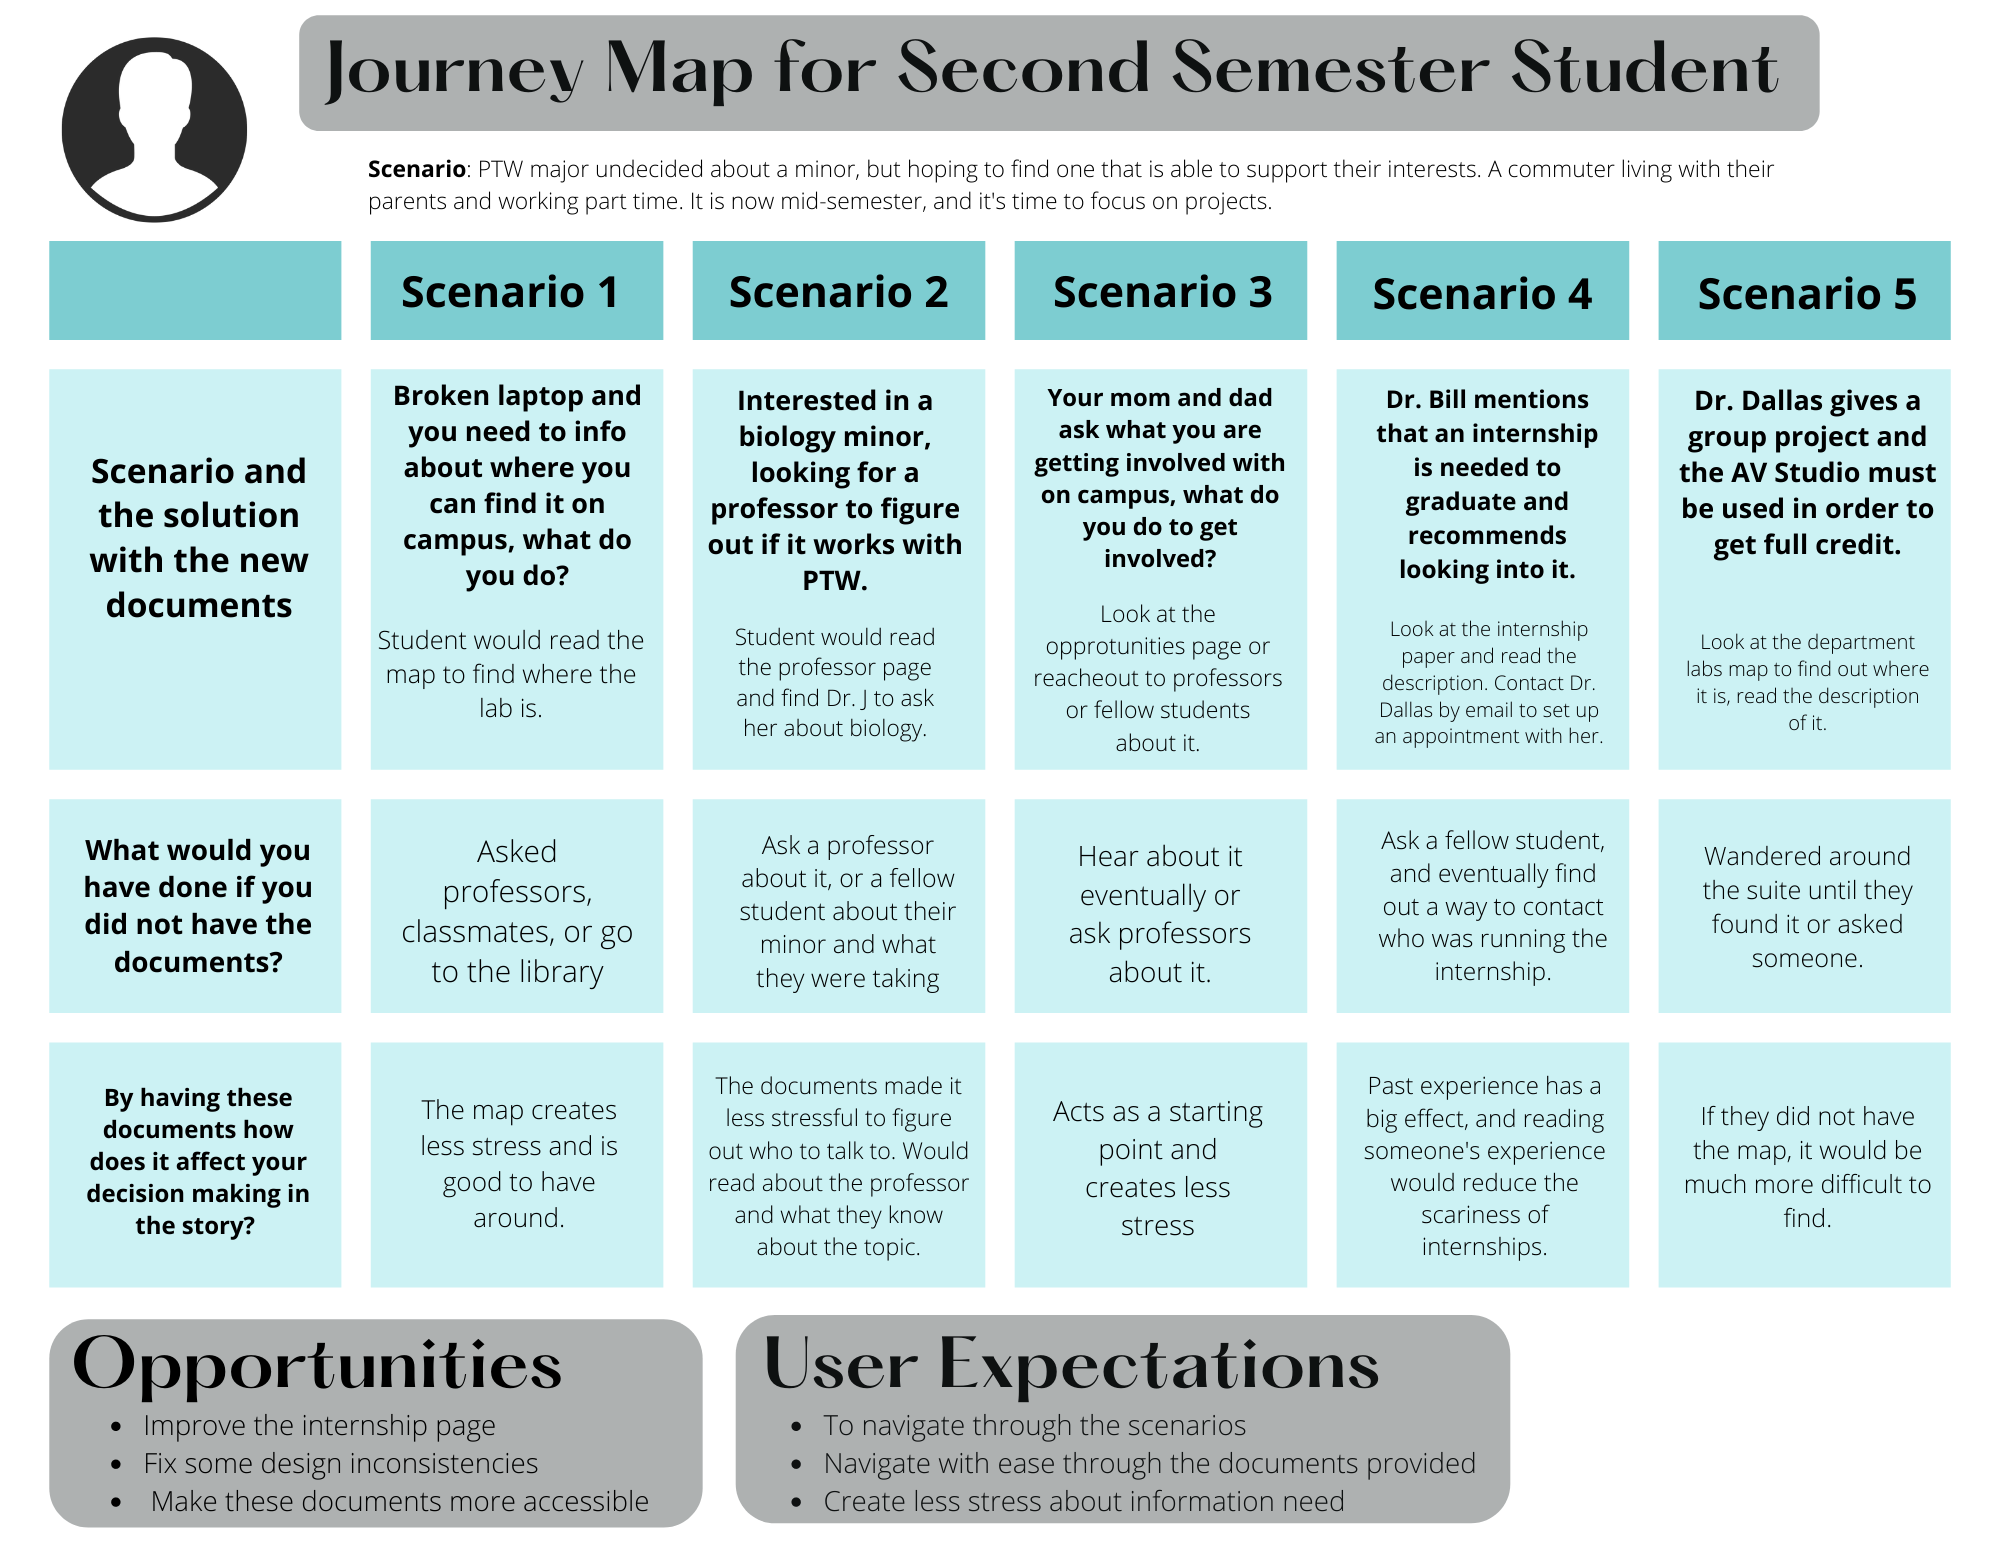 Journey Map for Second Semester Student
Scenario: PTW major undecided about a minor, but hoping to find one that is able to support their interests. A commuter living with their
parents and working part time. It is now mid-semester, and it's time to focus on projects.
Scenario 1
Scenario 2
Scenario 3
Scenario 4
Scenario 5
Scenario and
the solution
with the new
documents
Broken laptop and
you need to info
about where you
can find it on
campus, what do
you do?
Student would read the
map to find where the
lab is.
Interested in a
biology minor,
looking for a
professor to figure
out if it works with
PTW.
Student would read
the professor page
and find Dr. J to ask
her about biology.
Your mom and dad
ask what you are
getting involved with
on campus, what do
you do to get
involved?
Look at the
opprotunities page or
reacheout to professors
or fellow students
about it.
Dr. Bill mentions
that an internship
is needed to
graduate and
recommends
looking into it.
Look at the internship
paper and read the
description. Contact Dr.
Dallas by email to set up
an appointment with her.
Dr. Dallas gives a
group project and
the AV Studio must
be used in order to
get full credit.
Look at the department
labs map to find out where
it is, read the description
of it.
What would you
have done if you
did not have the
documents?
Asked
professors,
classmates, or go
to the library
Ask a professor
about it, or a fellow
student about their
minor and what
they were taking
Hear about it
eventually or
ask professors
about it.
Ask a fellow student,
and eventually find
out a way to contact
who was running the
internship.
Wandered around
the suite until they
found it or asked
someone.
By having these
documents how
does it affect your
decision making in
the story?
The map creates
less stress and is
good to have
around.
The documents made it
less stressful to figure
out who to talk to. Would
read about the professor
and what they know
about the topic.
Acts as a starting
point and
creates less
stress
Past experience has a
big effect, and reading
someone's experience
would reduce the
scariness of
internships.
If they did not have
the map, it would be
much more difficult to
find.
Opportunities
• Improve the internship page
• Fix some design inconsistencies
• Make these documents more accessible
User Expectations
• To navigate through the scenarios
• Navigate with ease through the documents provided
• Create less stress about information need